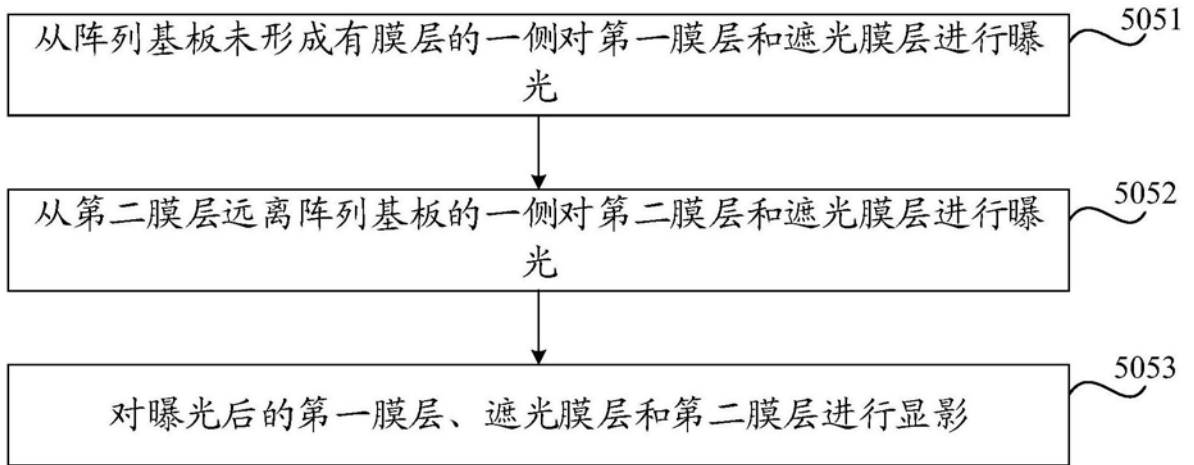 5051
从阵列基板未形成有膜层的一侧对第一膜层和遮光膜层进行曝
光
5052
从第二膜层远离阵列基板的一侧对第二膜层和遮光膜层进行曝
光
5053
对曝光后的第一膜层、遮光膜层和第二膜层进行显影